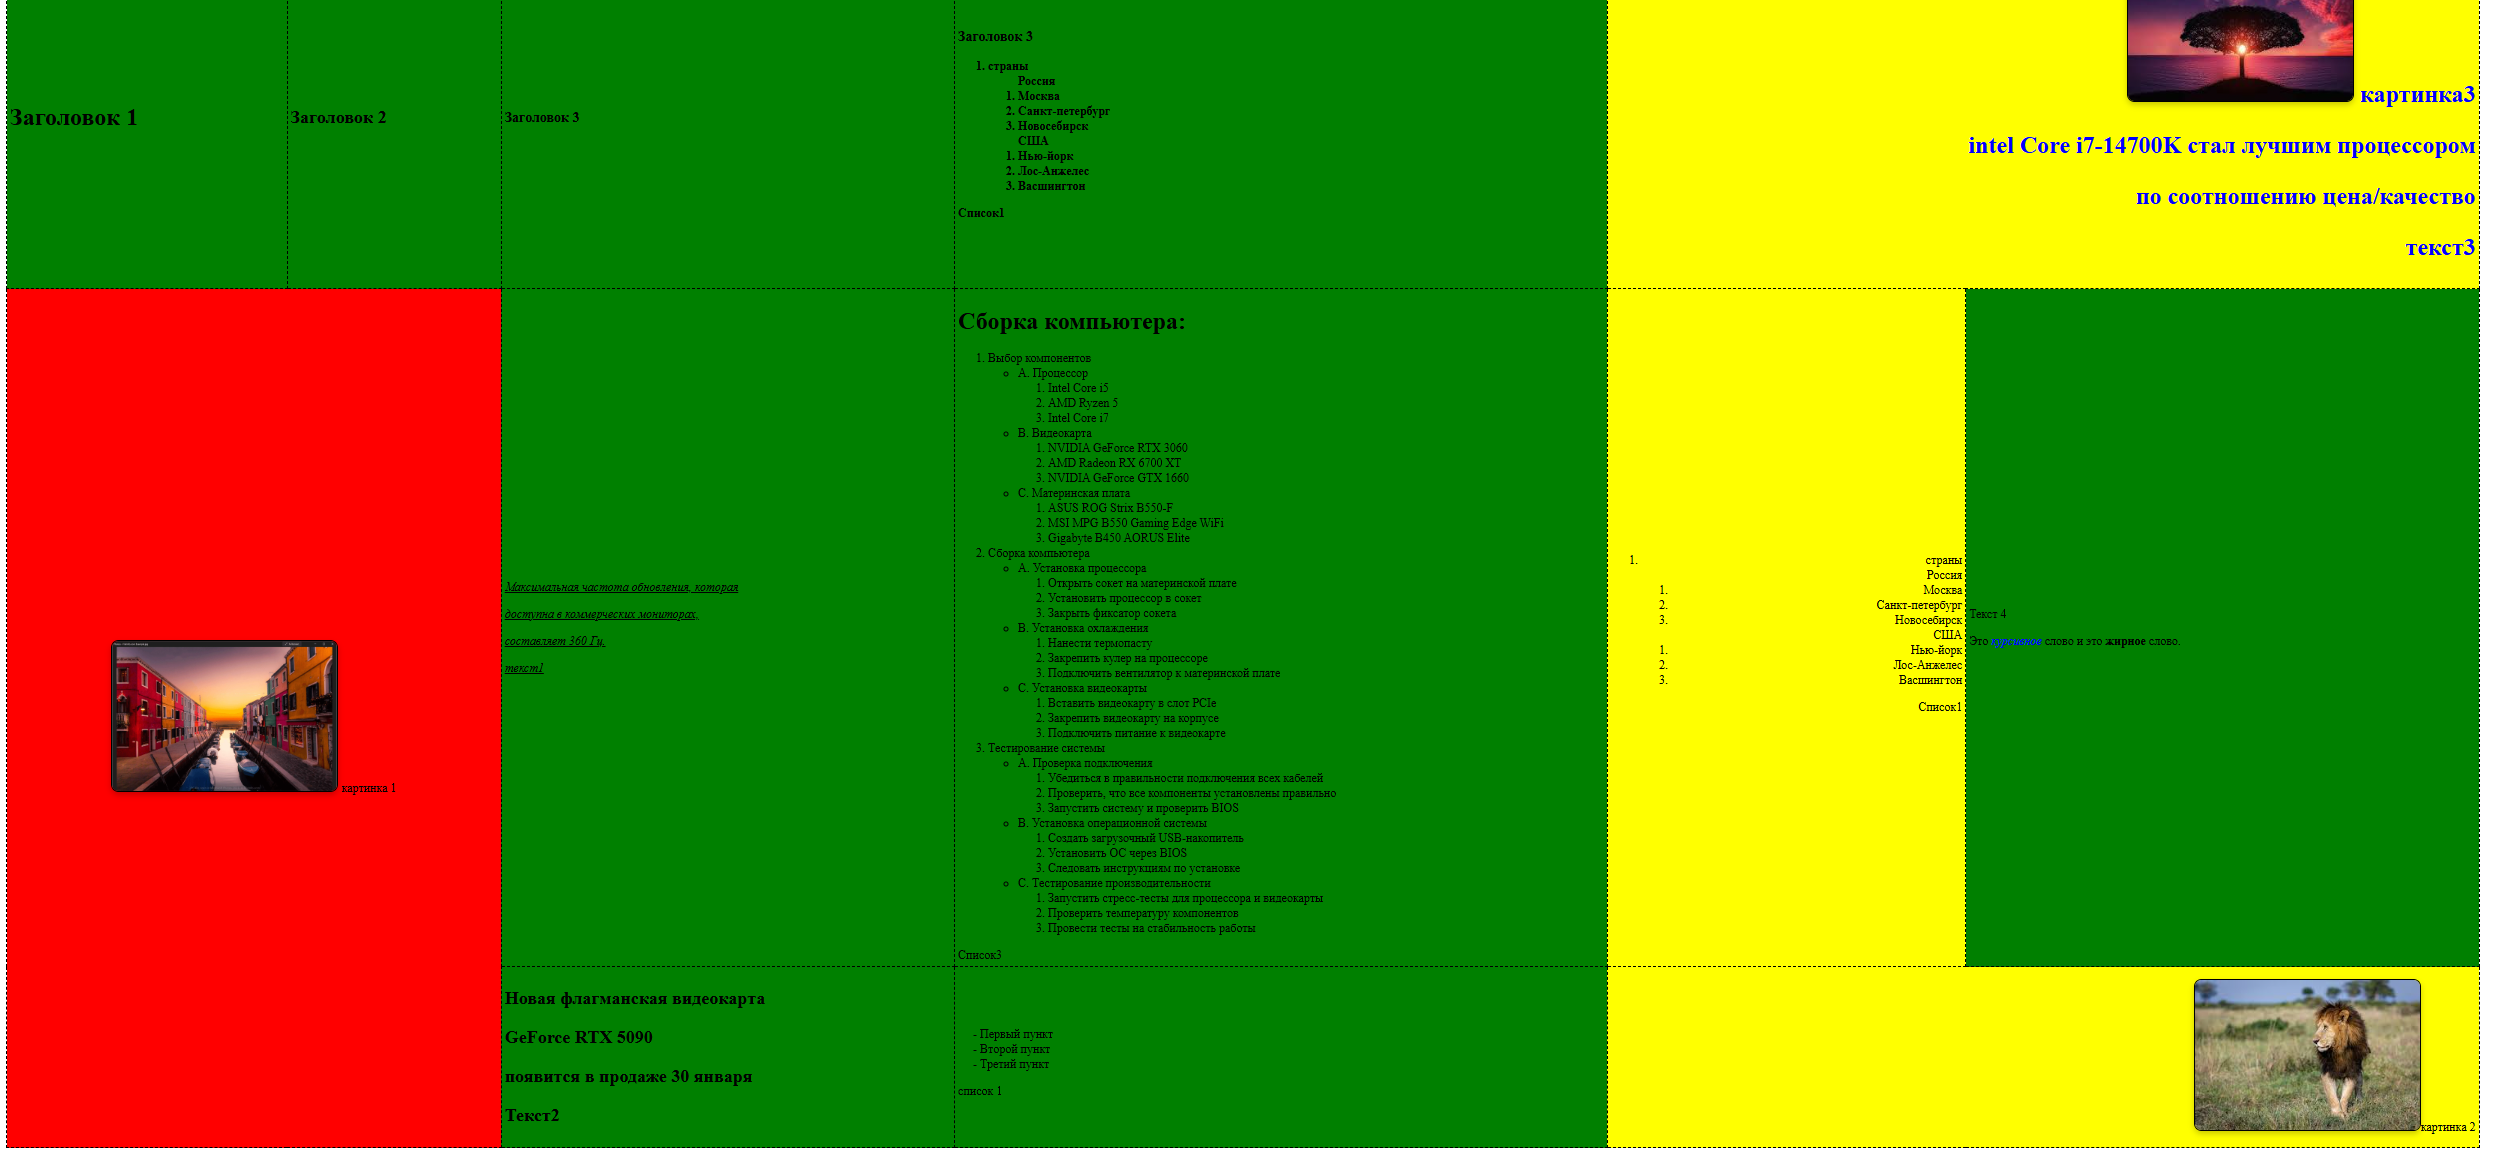 Заголовок 1
Заголовок 2
Заголовок 3
Заголовок 3
1. страны
Россия
1. Москва
2. Санкт-петербург
3. Новосебирск
США
1. Нью-йорк
2. Лос-Анжелес
3. Васшингтон
Список1
картинка3
intel Core i7-14700K стал лучшим процессором
по соотношению цена/качество
текст3
картинка 1
Максимальная частота обновления, которая
доступна в коммерческих мониторах,
составляет 360 Гц.
текст1
Сборка компьютера:
1. Выбор компонентов
A. Процессор
1. Intel Core i5
2. AMD Ryzen 5
3. Intel Core i7
B. Видеокарта
1. NVIDIA GeForce RTX 3060
2. AMD Radeon RX 6700 XT
3. NVIDIA GeForce GTX 1660
C. Материнская плата
1. ASUS ROG Strix B550-F
2. MSI MPG B550 Gaming Edge WiFi
3. Gigabyte B450 AORUS Elite
2. Сборка компьютера
A. Установка процессора
1. Открыть сокет на материнской плате
2. Установить процессор в сокет
3. Закрыть фиксатор сокета
B. Установка охлаждения
1. Нанести термопасту
2. Закрепить кулер на процессоре
3. Подключить вентилятор к материнской плате
C. Установка видеокарты
1. Вставить видеокарту в слот PCIe
2. Закрепить видеокарту на корпусе
3. Подключить питание к видеокарте
3. Тестирование системы
A. Проверка подключения
1. Убедиться в правильности подключения всех кабелей
2. Проверить, что все компоненты установлены правильно
3. Запустить систему и проверить BIOS
B. Установка операционной системы
1. Создать загрузочный USB-накопитель
2. Установить ОС через BIOS
3. Следовать инструкциям по установке
C. Тестирование производительности
1. Запустить стресс-тесты для процессора и видеокарты
2. Проверить температуру компонентов
3. Провести тесты на стабильность работы
Список3
1. страны
Россия
1. Москва
2. Санкт-петербург
3. Новосебирск
США
1. Нью-йорк
2. Лос-Анжелес
3. Васшингтон
Список1
Текст 4
Это курсивное слово и это жирное слово.
Новая флагманская видеокарта
GeForce RTX 5090
появится в продаже 30 января
Текст2
- Первый пункт
- Второй пункт
- Третий пункт
список 1
картинка 2